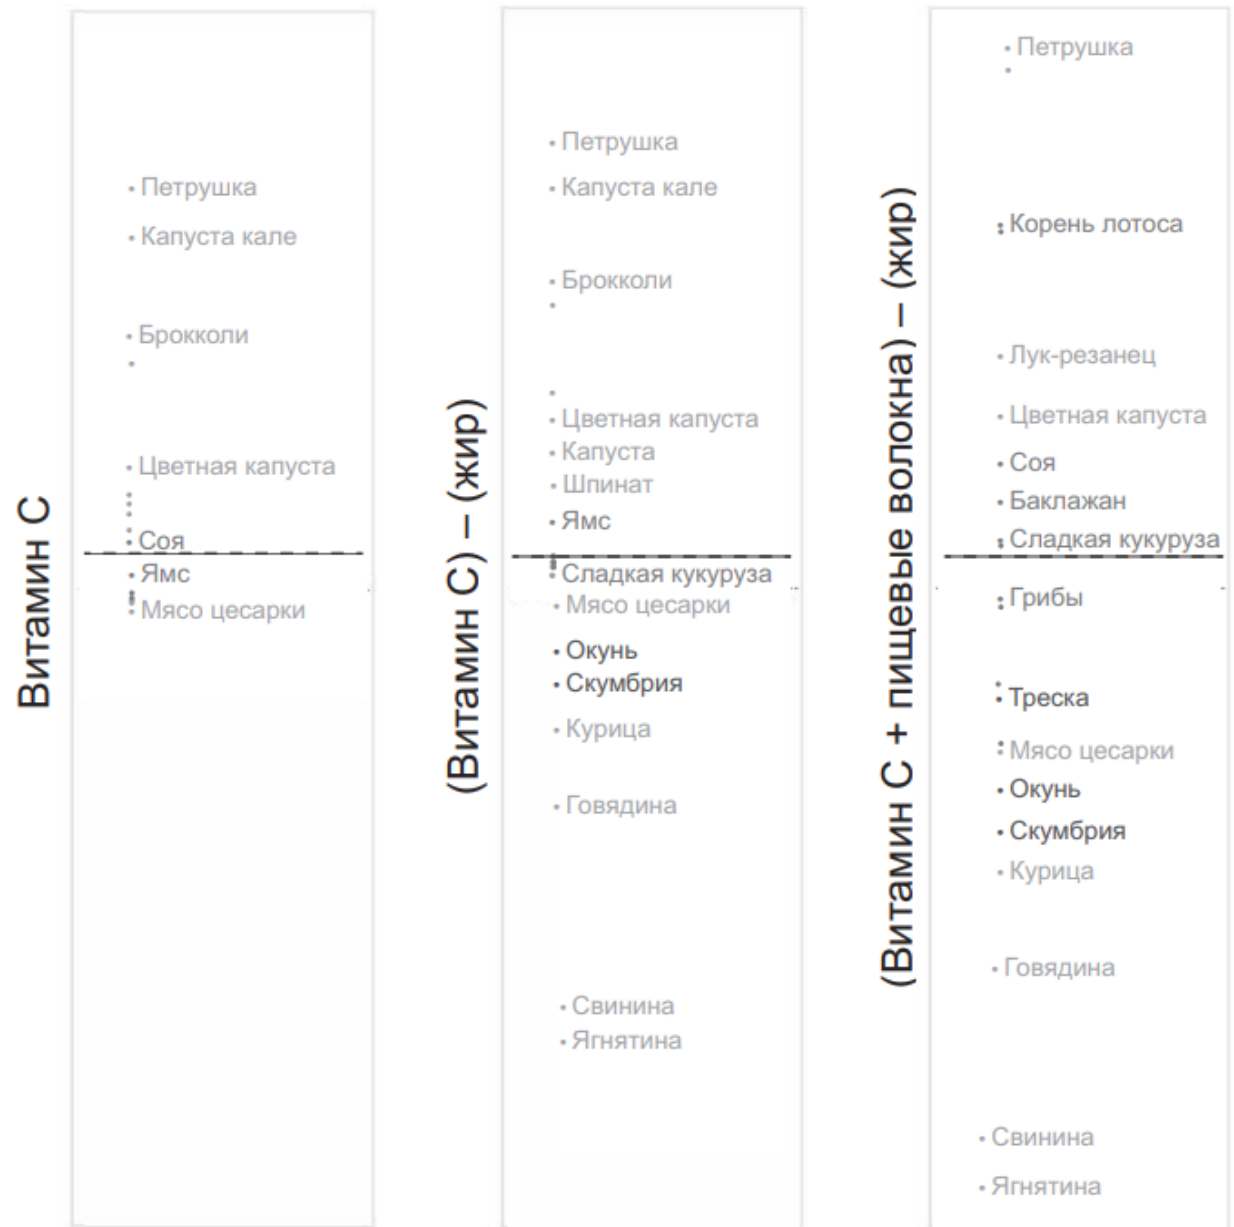 Витамин С
Петрушка
Капуста кале
Брокколи
Цветная капуста
Соя
Ямс
Мясо цесарки
(Витамин С) – (жир)
Петрушка
Капуста кале
Брокколи
Цветная капуста
Капуста
Шпинат
Ямс
Сладкая кукуруза
Мясо цесарки
Окунь
Скумбрия
Курица
Говядина
Свинина
Ягнятина
(Витамин С + пищевые волокна) – (жир)
Петрушка
Корень лотоса
Лук-резанец
Цветная капуста
Соя
Баклажан
Сладкая кукуруза
Грибы
Треска
Мясо цесарки
Окунь
Скумбрия
Курица
Говядина
Свинина
Ягнятина